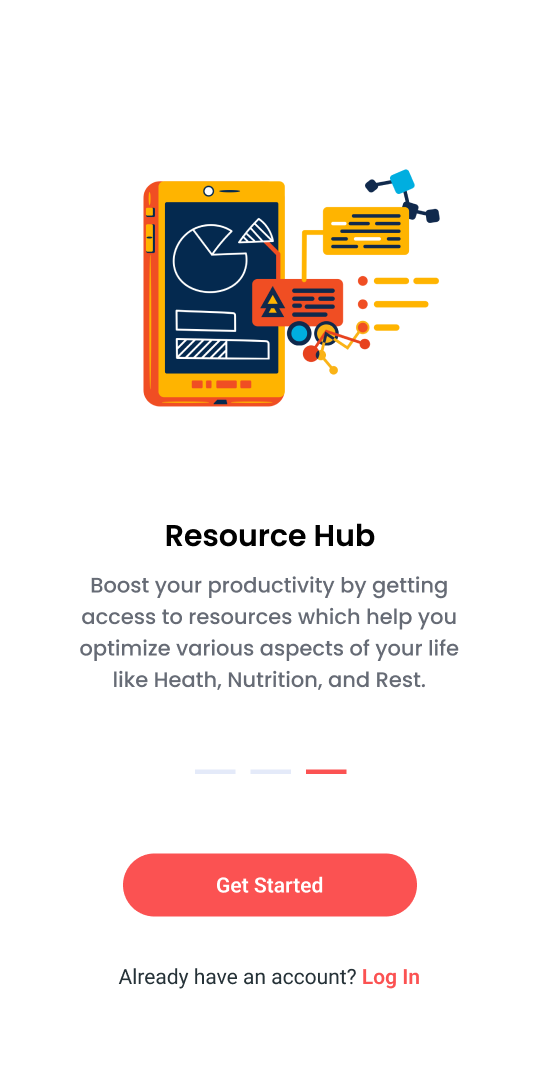 Resource Hub
Boost your productivity by getting
access to resources which help you
optimize various aspects of your life
like Heath, Nutrition, and Rest.
Get Started
Already have an account? Log In